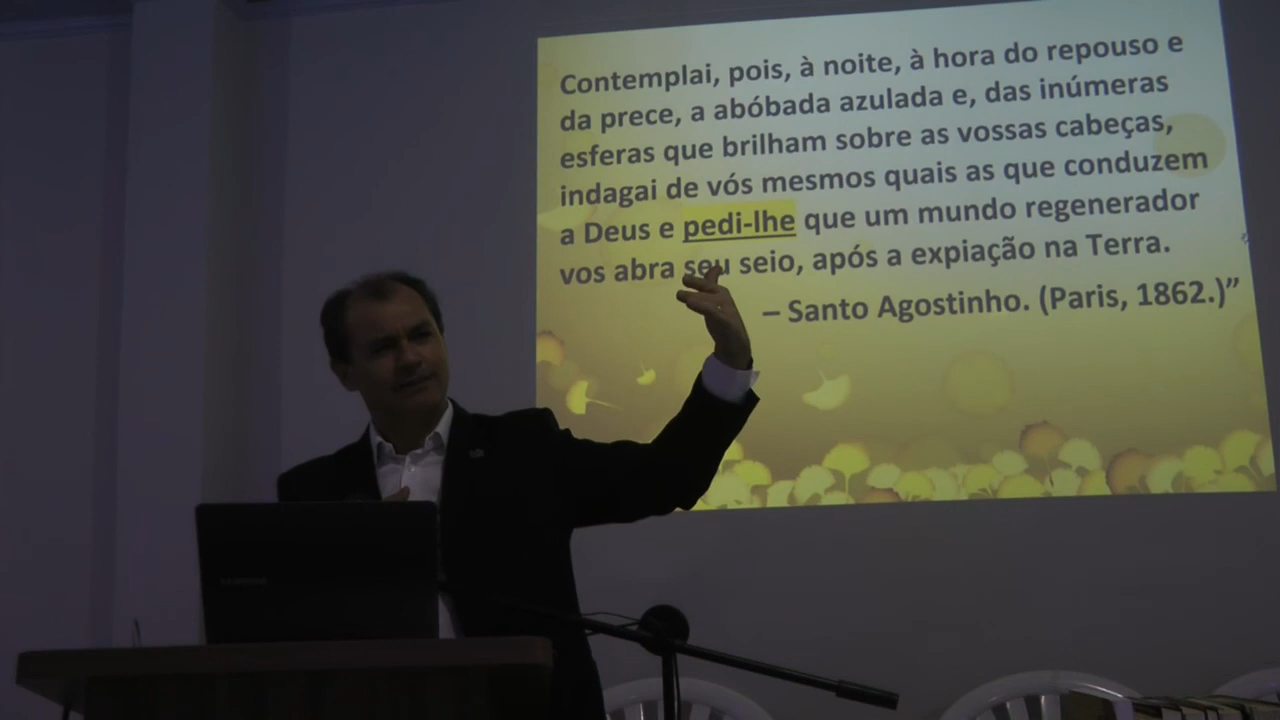 Contemplai, pois, à noite, à hora do repouso e
da prece, a abóbada azulada e, das inúmeras
esferas que brilham sobre as vossas cabeças,
indagai de vós mesmos quais as que conduzem
a Deus e pedi-lhe que um mundo regenerador
vos abra seu seio, após a expiação na Terra.
– Santo Agostinho. (Paris, 1862.)”